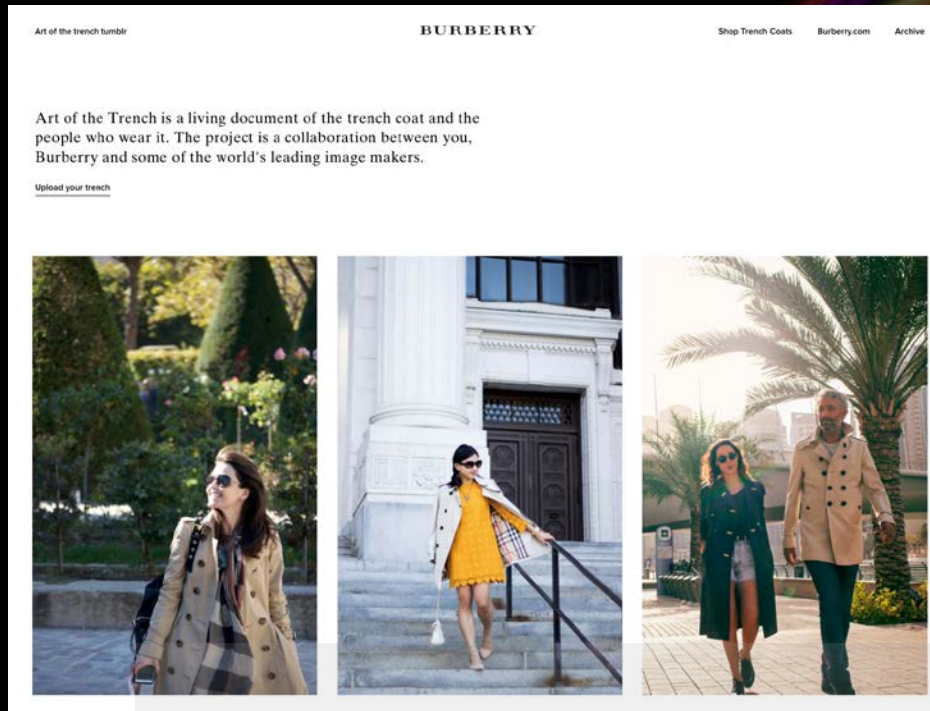 Art of the trench tumblr
BURBERRY
Shop Trench Coats Burberry.com Archive
Art of the Trench is a living document of the trench coat and the
people who wear it. The project is a collaboration between you,
Burberry and some of the world's leading image makers.
Upload your trench